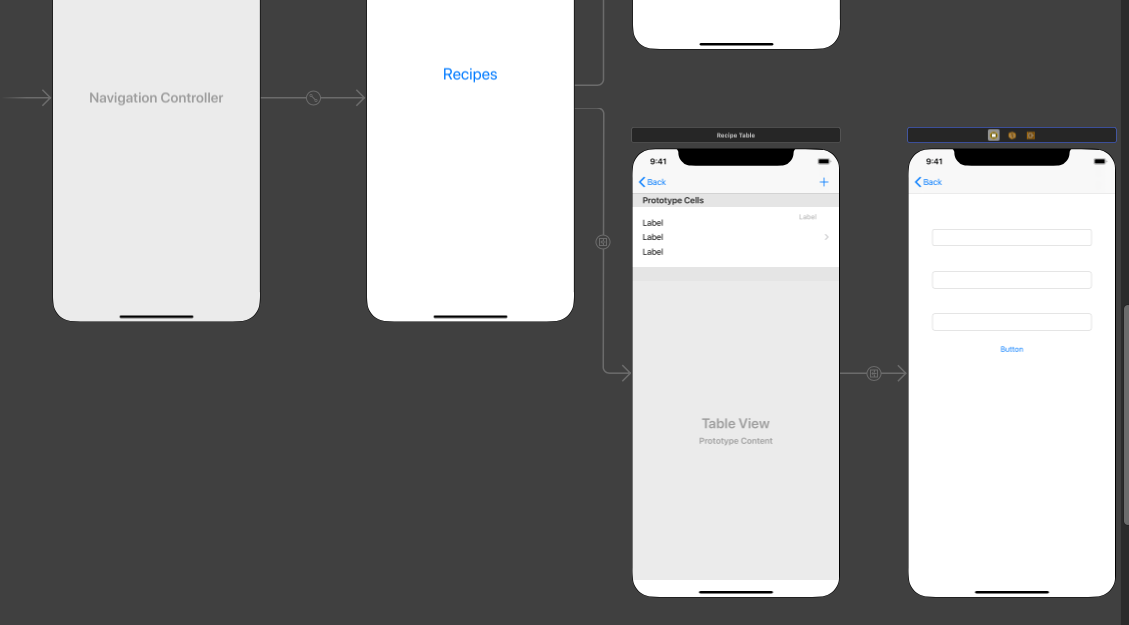 Recipes
Navigation Controller
Recipe Table
9:41
Back
+
Prototype Cells
Label
Label
Label
Label
Table View
Prototype Content
9:41
Back
Button